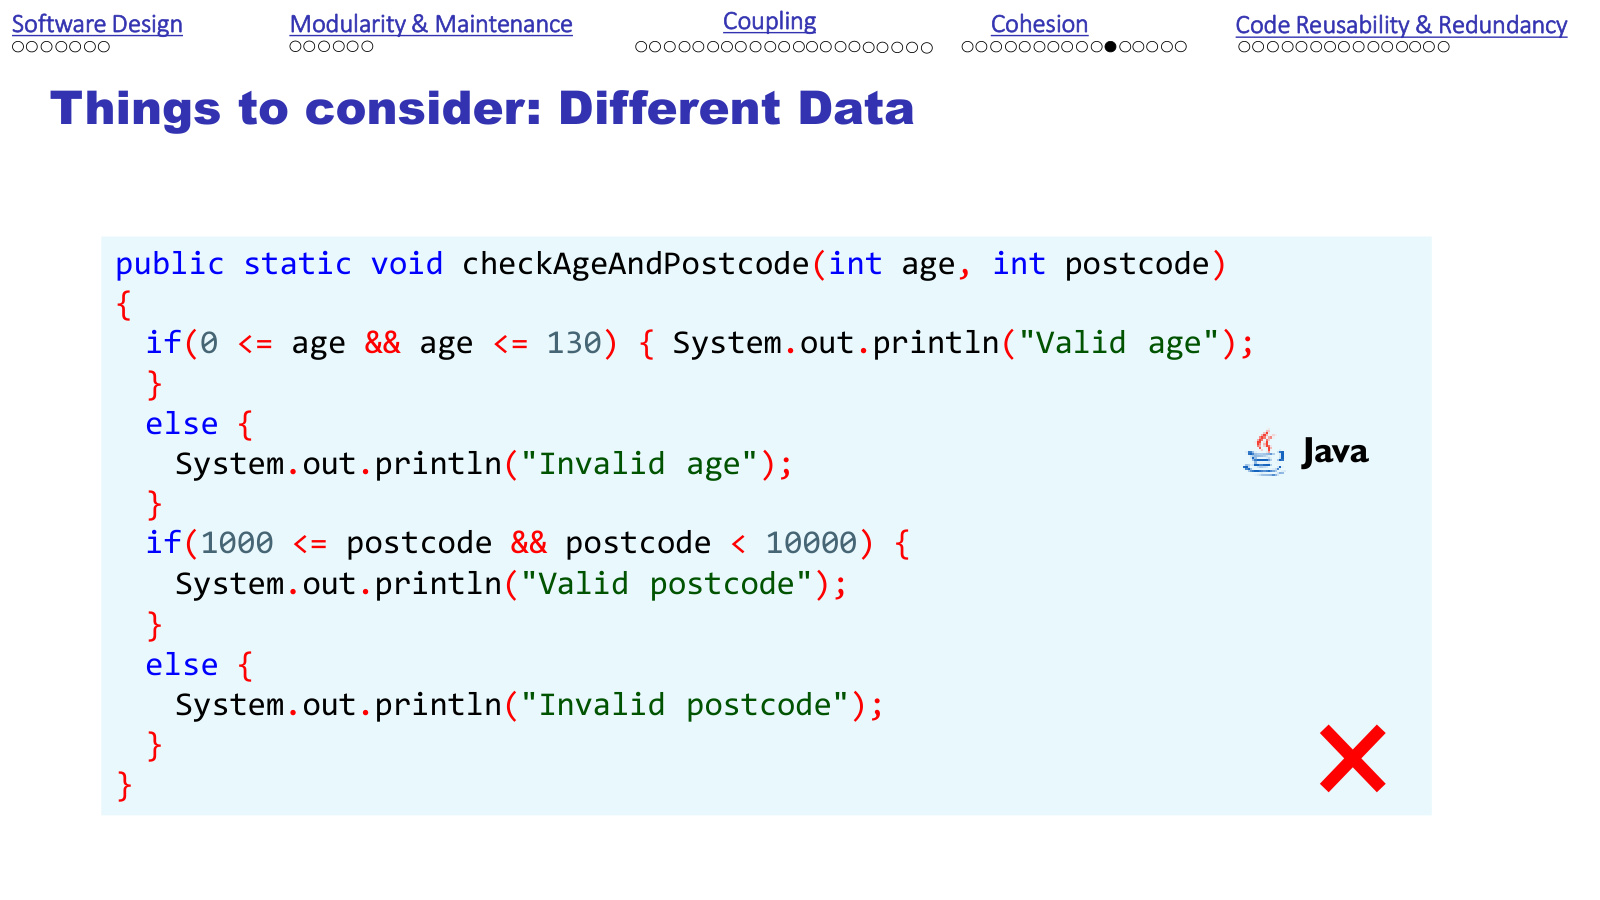 Software Design
Modularity & Maintenance
Coupling
Cohesion
Code Reusability & Redundancy
Things to consider: Different Data
public static void checkAgeAndPostcode(int age, int postcode)
{
if(0 <= age && age <= 130) { System.out.println("Valid age");
}
else {
System.out.println("Invalid age");
}
if(1000 <= postcode && postcode < 10000) {
System.out.println("Valid postcode");
}
else {
System.out.println("Invalid postcode");
}
}
Java